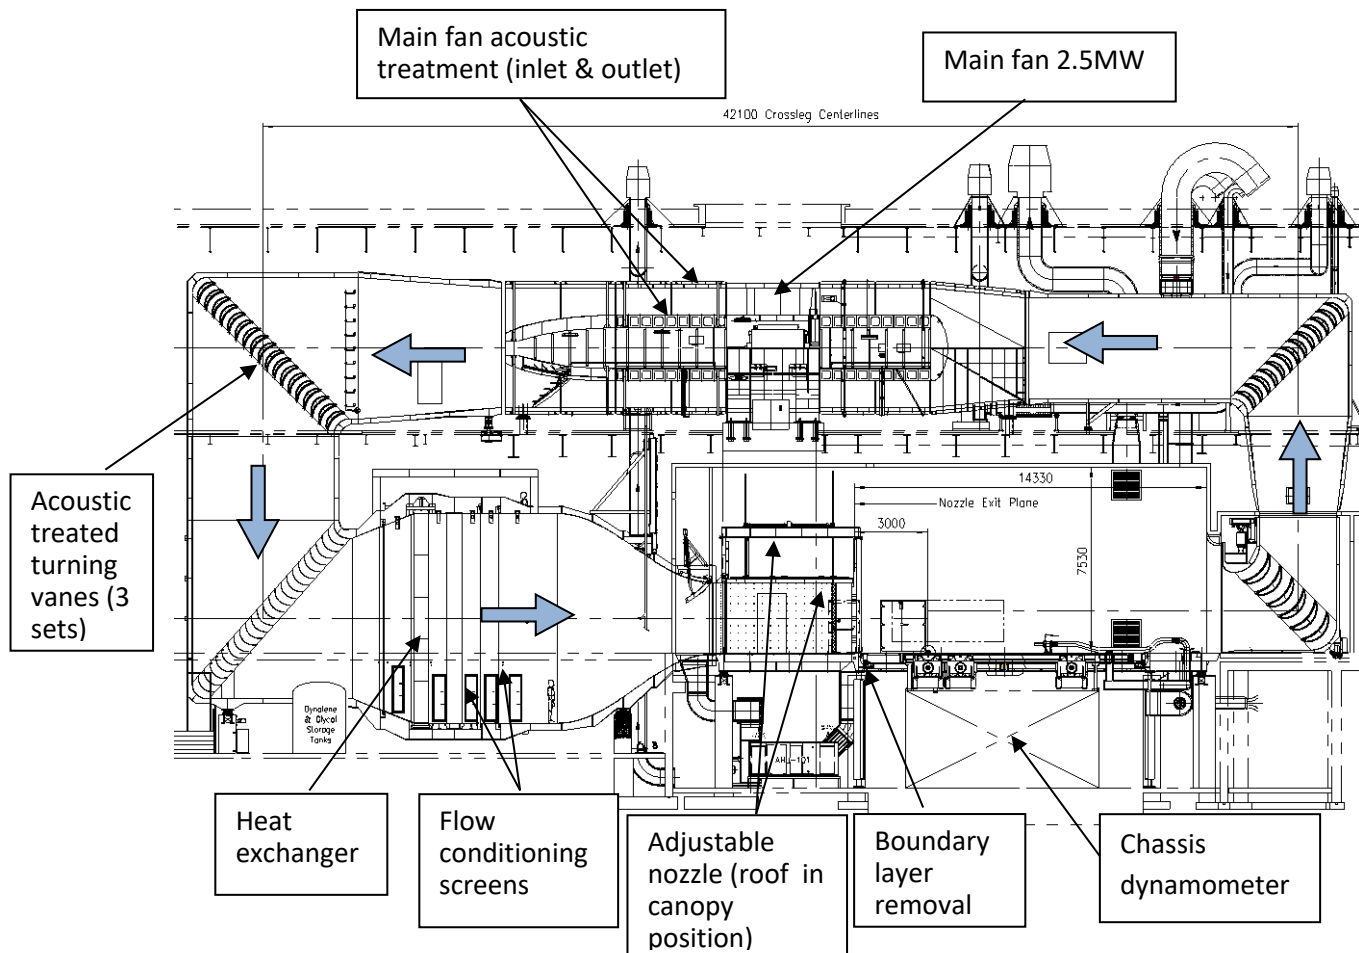 Main fan acoustic
treatment (inlet & outlet)
Main fan 2.5MW
42100 Crossleg Centerlines
14330
Nozzle Exit Plane
3000
7530
Acoustic
treated
turning
vanes (3
sets)
Dynalene
& Glycol
Storage
Tanks
AHU-101
Heat
exchanger
Flow
conditioning
screens
Adjustable
nozzle (roof in
canopy
position)
Boundary
layer
removal
Chassis
dynamometer